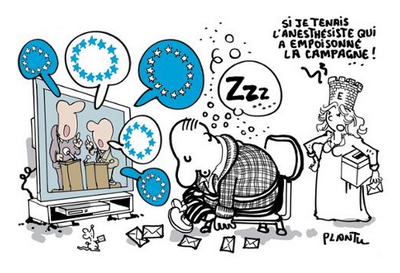 SI JE TENAIS
L'ANESTHÉSISTE QUI
A EMPOISONNÉ
LA CAMPAGNE !
E
ZZZ
PLANTU